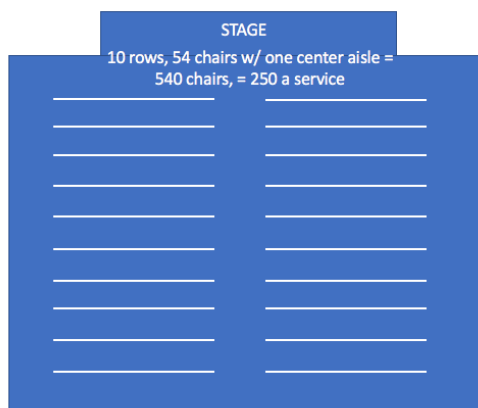 STAGE
10 rows, 54 chairs w/ one center aisle =
540 chairs, = 250 a service